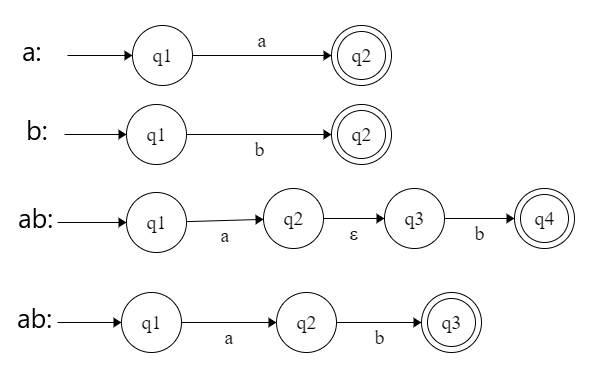 a: q1 a q2
b: q1 b q2
ab: q1 a q2 ε q3 b q4
ab: q1 a q2 b q3